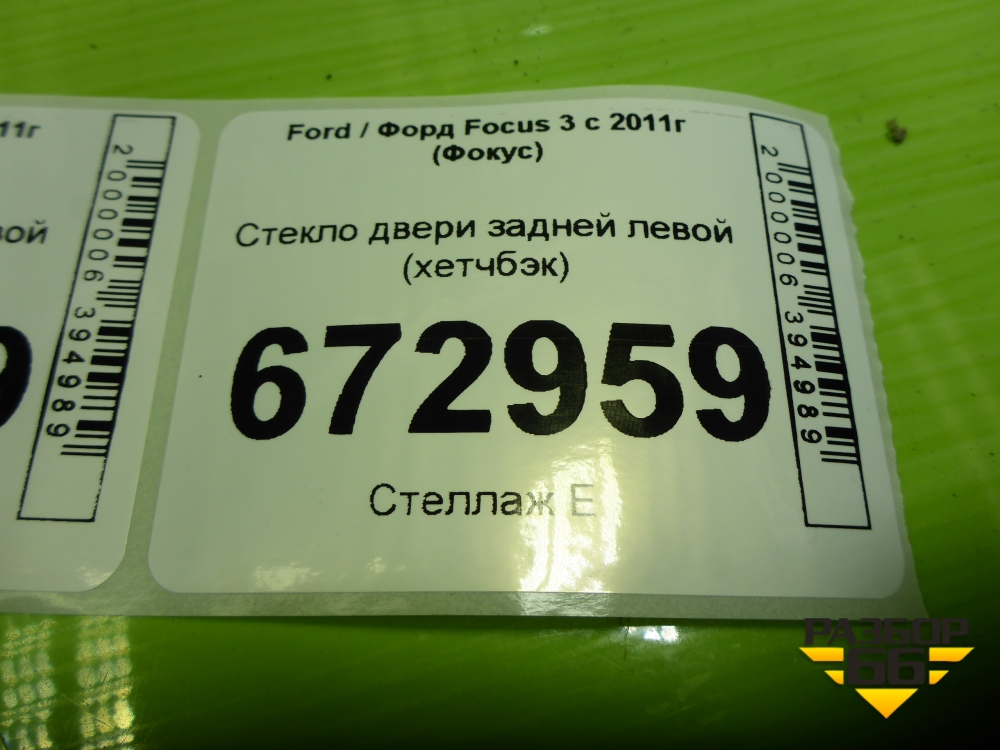 11г
вой
9
2000006394989
Ford / Форд Focus 3 с 2011г
(Фокус)
Стекло двери задней левой
(хетчбэк)
672959
Стеллаж Е
2000006394989
РАЗБОР
66